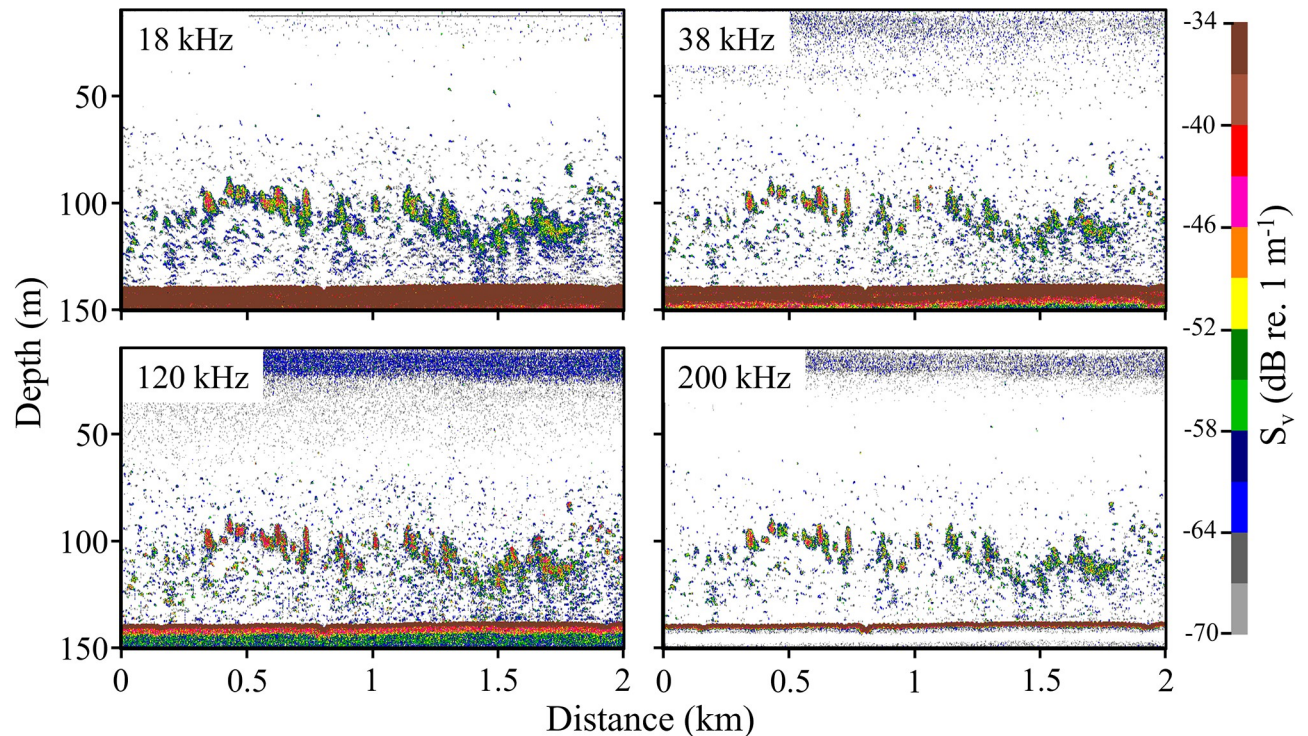 18 kHz
38 kHz
50
100
150
120 kHz
200 kHz
50
100
150
0 0.5 1 1.5 2
0 0.5 1 1.5 2
Depth (m)
Distance (km)
-34
-40
-46
-52
-58
-64
-70
Sᵥ (dB re. 1 m⁻¹)